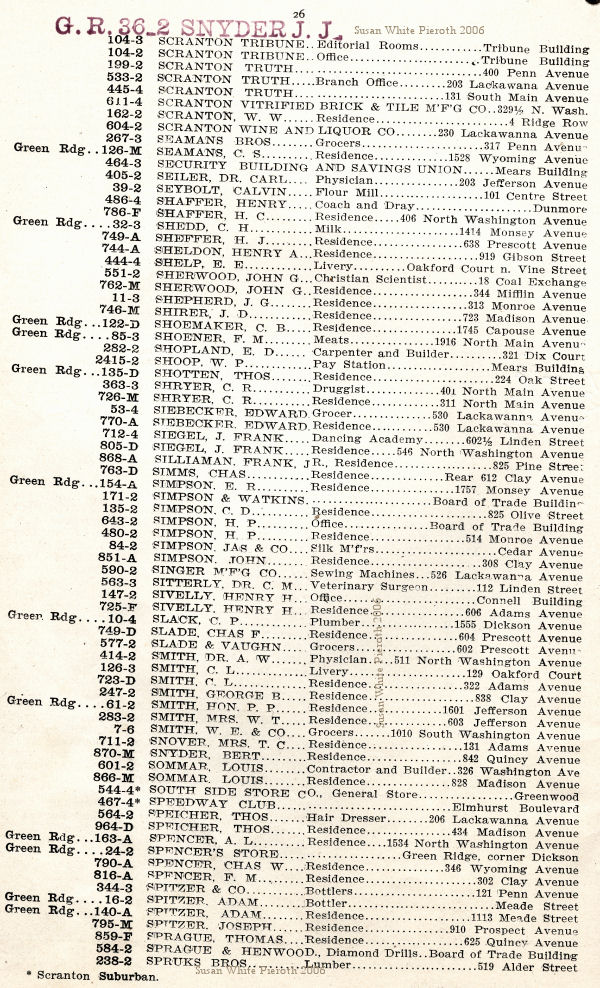 26
G. R. 36-2 SNYDER J. J.
Susan White Pieroth 2006
104-3 SCRANTON TRIBUNE..Editorial Rooms............Tribune Building
104-2 SCRANTON TRIBUNE..Office....................Tribune Building
199-2 SCRANTON TRUTH............................400 Penn Avenue
533-2 SCRANTON TRUTH......Branch Office......203 Lackawana Avenue
445-4 SCRANTON TRUTH....................131 South Main Avenue
611-4 SCRANTON VITRIFIED BRICK & TILE M'F'G CO..329½ N. Wash.
162-2 SCRANTON, W. W......Residence....................4 Ridge Row
604-2 SCRANTON WINE AND LIQUOR CO......230 Lackawanna Avenue
267-3 SEAMANS BROS.......Grocers....................317 Penn Avenue
Green Rdg..126-M SEAMANS, C. S.......Residence..........1528 Wyoming Avenue
464-3 SECURITY BUILDING AND SAVINGS UNION......Mears Building
405-2 SEILER, DR. CARL....Physician..........203 Jefferson Avenue
39-2 SEYBOLT, CALVIN....Flour Mill..............101 Centre Street
486-4 SHAFFER, HENRY....Coach and Dray....................Dunmore
786-F SHAFFER, H. C.......Residence......406 North Washington Avenue
Green Rdg....32-3 SHEDD, C. H.........Milk................1414 Monsey Avenue
749-A SHEFFER, H. J.......Residence..............638 Prescott Avenue
744-A SHELDON, HENRY A...Residence..............919 Gibson Street
444-4 SHELP, E. E..........Livery..........Oakford Court n. Vine Street
551-2 SHERWOOD, JOHN G..Christian Scientist........18 Coal Exchange
762-M SHERWOOD, JOHN G..Residence............344 Mifflin Avenue
11-3 SHEPHERD, J. G......Residence............313 Monroe Avenue
746-M SHIRER, J. D.........Residence............723 Madison Avenue
Green Rdg...122-D SHOEMAKER, C. B....Residence..........1745 Capouse Avenue
Green Rdg....85-3 SHOENER, F. M.......Meats............1916 North Main Avenue
282-2 SHOPLAND, E. D......Carpenter and Builder......321 Dix Court
2415-2 SHOOP, W. P..........Pay Station..............Mears Building
Green Rdg...135-D SHOTTEN, THOS......Residence..............224 Oak Street
363-3 SHRYER, C. R........Druggist..........401 North Main Avenue
726-M SHRYER, C. R........Residence........311 North Main Avenue
53-4 SIEBECKER, EDWARD.Grocer........530 Lackawanna Avenue
770-A SIEBECKER, EDWARD.Residence......530 Lackawanna Avenue
712-4 SIEGEL, J. FRANK....Dancing Academy......602½ Linden Street
805-D SIEGEL, J. FRANK....Residence....546 North Washington Avenue
868-A SILLIAMAN, FRANK, JR., Residence............825 Pine Street
763-D SIMMS, CHAS.........Residence............Rear 612 Clay Avenue
Green Rdg...154-A SIMPSON, E. R........Residence..........1757 Monsey Avenue
171-2 SIMPSON & WATKINS....................Board of Trade Building
135-2 SIMPSON, C. D........Residence............825 Olive Street
643-2 SIMPSON, H. P........Office............Board of Trade Building
480-2 SIMPSON, H. P........Residence............514 Monroe Avenue
84-2 SIMPSON, JAS & CO....Silk M'f'rs................Cedar Avenue
851-A SIMPSON, JOHN.......Residence..............308 Clay Avenue
590-2 SINGER M'F'G CO.....Sewing Machines...526 Lackawanna Avenue
563-3 SITTERLY, DR. C. M...Veterinary Surgeon........112 Linden Street
147-2 SIVELLY, HENRY H...Office................Connell Building
725-F SIVELLY, HENRY H...Residence............606 Adams Avenue
Green Rdg....10-4 SLACK, C. P..........Plumber............1555 Dickson Avenue
749-D SLADE, CHAS F.......Residence............604 Prescott Avenue
577-2 SLADE & VAUGHN....Grocers............602 Prescott Avenue
414-2 SMITH, DR. A. W.....Physician...511 North Washington Avenue
126-3 SMITH, C. L..........Livery................129 Oakford Court
723-D SMITH, C. L..........Residence............322 Adams Avenue
247-2 SMITH, GEORGE B....Residence............838 Clay Avenue
Green Rdg....61-2 SMITH, HON. P. P....Residence..........1601 Jefferson Avenue
283-2 SMITH, MRS. W. T....Residence..........603 Jefferson Avenue
7-6 SMITH, W. E. & CO....Grocers......1010 South Washington Avenue
711-2 SNOVER, MRS. T. C...Residence............131 Adams Avenue
870-M SNYDER, BERT......Residence............842 Quincy Avenue
601-2 SOMMAR, LOUIS.....Contractor and Builder..326 Washington Ave
866-M SOMMAR, LOUIS.....Residence............828 Madison Avenue
544-4* SOUTH SIDE STORE CO., General Store............Greenwood
467-4* SPEEDWAY CLUB......................Elmhurst Boulevard
564-2 SPEICHER, THOS.....Hair Dresser......206 Lackawanna Avenue
964-D SPEICHER, THOS.....Residence............434 Madison Avenue
Green Rdg...163-A SPENCER, A. L.......Residence....1534 North Washington Avenue
Green Rdg....24-2 SPENCER'S STORE................Green Ridge, corner Dickson
790-A SPENCER, CHAS W...Residence............346 Wyoming Avenue
816-A SPENCER, F. M.......Residence..............302 Clay Avenue
344-3 SPITZER & CO........Bottlers................121 Penn Avenue
Green Rdg....16-2 SPITZER, ADAM......Bottler....................Meade Street
Green Rdg...140-A SPITZER, ADAM......Residence............1113 Meade Street
795-M SPITZER, JOSEPH....Residence............910 Prospect Avenue
859-F SPRAGUE, THOMAS...Residence............625 Quincy Avenue
584-2 SPRAGUE & HENWOOD., Diamond Drills..Board of Trade Building
238-2 SPRUKS BROS........Lumber..............519 Alder Street
* Scranton Suburban.
Susan White Pieroth 2006
Susan White Pieroth 2006